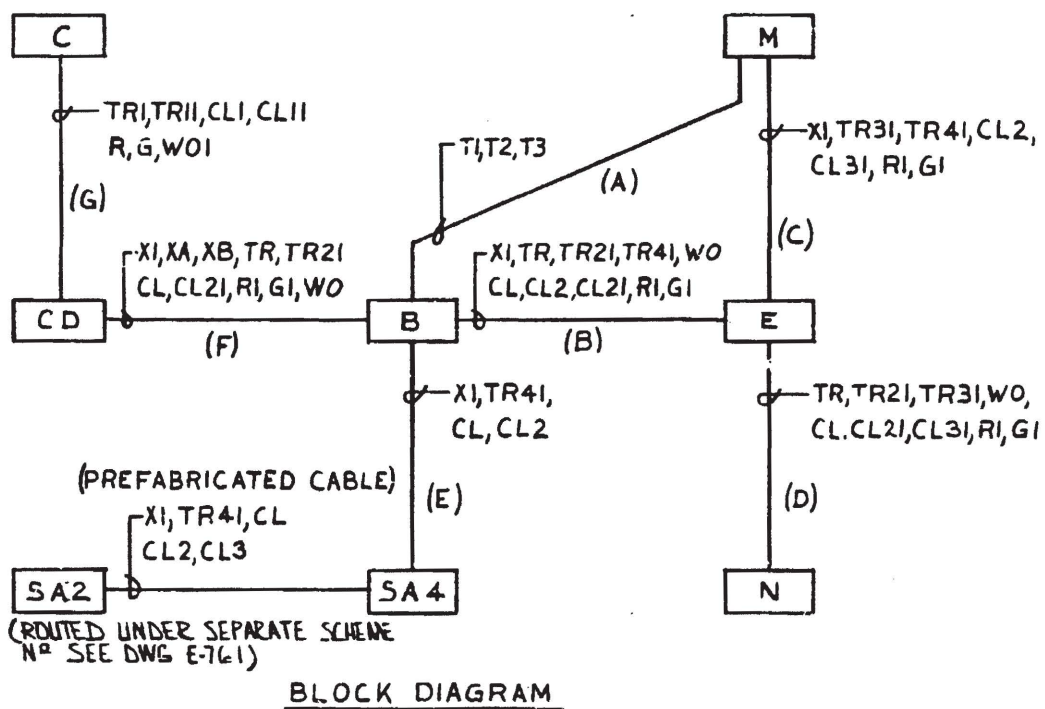 C
M
TR1,TR11,CL1,CL11
R,G,WO1
T1,T2,T3
X1,TR31,TR41,CL2,
CL31,R1,G1
(A)
(G)
(C)
X1,XA,XB,TR,TR21
CL,CL21,R1,G1,WO
X1,TR,TR21,TR41,WO
CL,CL2,CL21,R1,G1
CD
B
E
(F)
(B)
X1,TR41,
CL,CL2
TR,TR21,TR31,WO,
CL.CL21,CL31,R1,G1
(PREFABRICATED CABLE)
X1,TR41,CL
CL2,CL3
(E)
(D)
SA2
SA4
N
(ROUTED UNDER SEPARATE SCHEME
Nº SEE DWG E-761)
BLOCK DIAGRAM